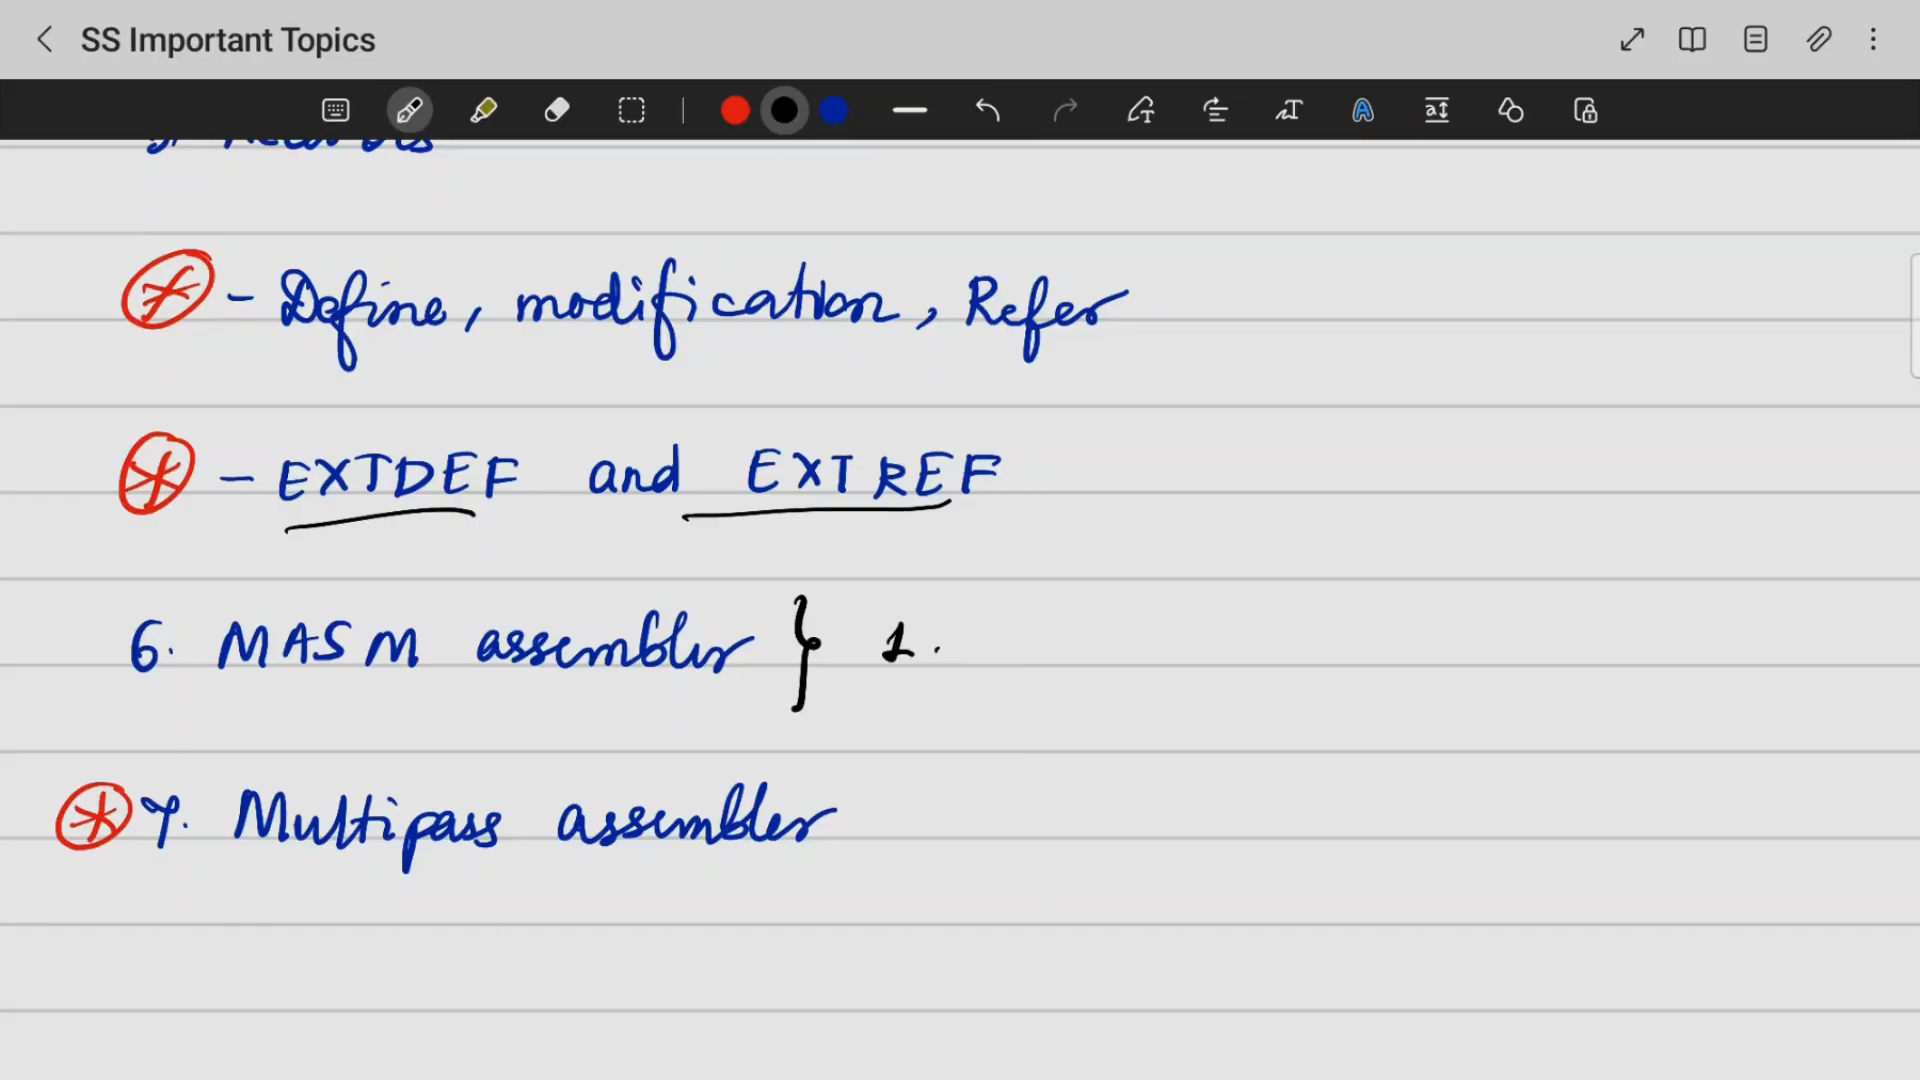 SS Important Topics
- Define, modification, Refer
- EXTDEF and EXTREF
6. MASM assembler } 1.
7. Multipass assembler